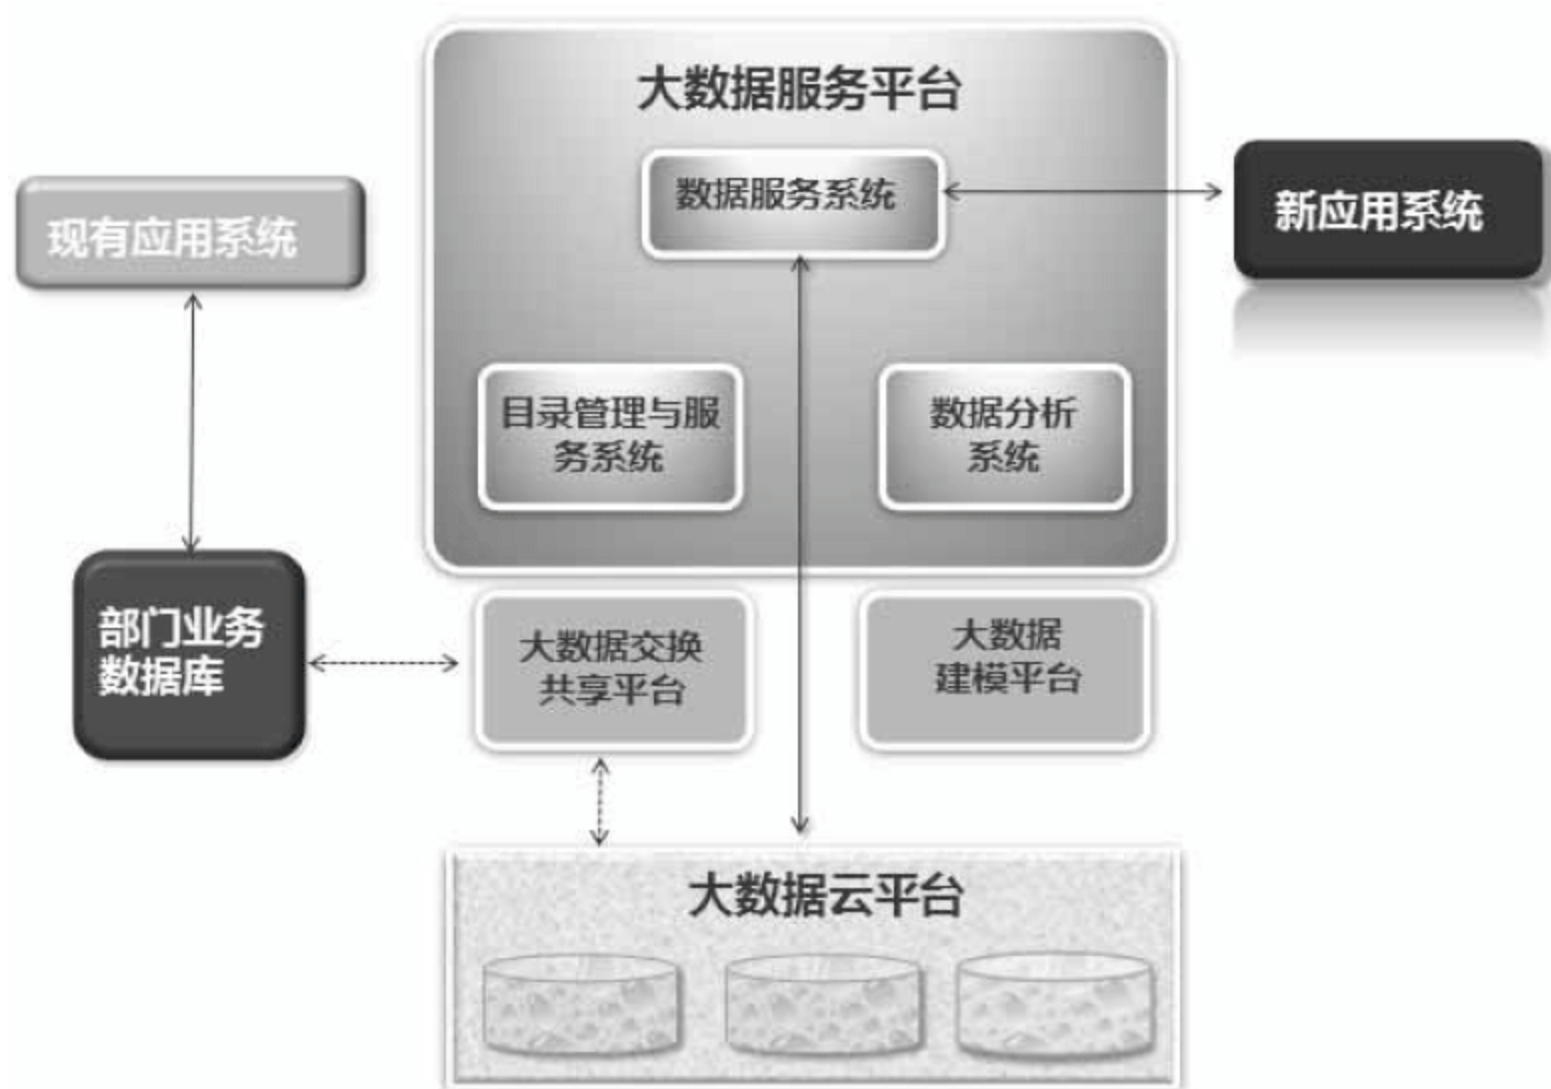 大数据服务平台
数据服务系统
现有应用系统
新应用系统
目录管理与服
务系统
数据分析
系统
部门业务
数据库
大数据交换
共享平台
大数据
建模平台
大数据云平台